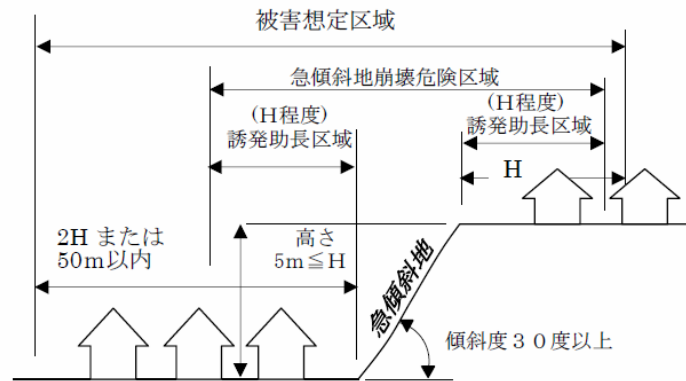 被害想定区域
急傾斜地崩壊危険区域
(H程度)
誘発助長区域
(H程度)
誘発助長区域
H
2H または
50m以内
高さ
5m≦H
急傾斜地
傾斜度30度以上